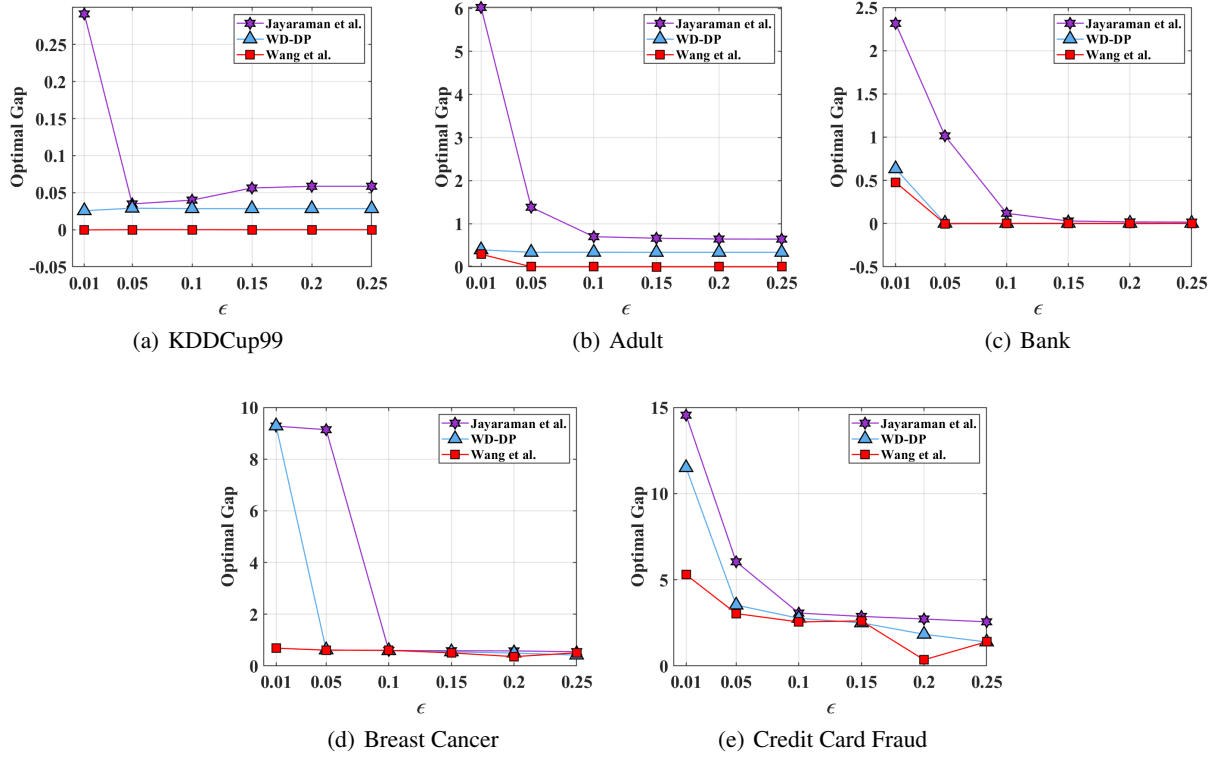 Jayaraman et al.
WD-DP
Wang et al.
Optimal Gap
0.25
0.2
0.15
0.1
0.05
0
-0.05
0.01 0.05 0.1 0.15 0.2 0.25
ϵ
(a) KDDCup99
Jayaraman et al.
WD-DP
Wang et al.
Optimal Gap
6
5
4
3
2
1
0
0.01 0.05 0.1 0.15 0.2 0.25
ϵ
(b) Adult
Jayaraman et al.
WD-DP
Wang et al.
Optimal Gap
2.5
2
1.5
1
0.5
0
-0.5
0.01 0.05 0.1 0.15 0.2 0.25
ϵ
(c) Bank
Jayaraman et al.
WD-DP
Wang et al.
Optimal Gap
10
8
6
4
2
0
0.01 0.05 0.1 0.15 0.2 0.25
ϵ
(d) Breast Cancer
Jayaraman et al.
WD-DP
Wang et al.
Optimal Gap
15
10
5
0
0.01 0.05 0.1 0.15 0.2 0.25
ϵ
(e) Credit Card Fraud